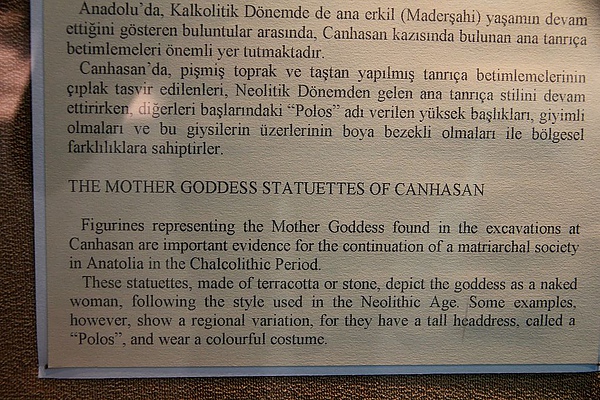 Anadolu’da, Kalkolitik Dönemde de ana erkil (Maderşahi) yaşamın devam
ettiğini gösteren buluntular arasında, Canhasan kazısında bulunan ana tanrıça
betimlemeleri önemli yer tutmaktadır.
Canhasan’da, pişmiş toprak ve taştan yapılmış tanrıça betimlemelerinin
çıplak tasvir edilenleri, Neolitik Dönemden gelen ana tanrıça stilini devam
ettirirken, diğerleri başlarındaki “Polos” adı verilen yüksek başlıkları, giyimli
olmaları ve bu giysilerin üzerlerinin boya bezekli olmaları ile bölgesel
farklılıklara sahiptirler.
THE MOTHER GODDESS STATUETTES OF CANHASAN
Figurines representing the Mother Goddess found in the excavations at
Canhasan are important evidence for the continuation of a matriarchal society
in Anatolia in the Chalcolithic Period.
These statuettes, made of terracotta or stone, depict the goddess as a naked
woman, following the style used in the Neolithic Age. Some examples,
however, show a regional variation, for they have a tall headdress, called a
“Polos”, and wear a colourful costume.